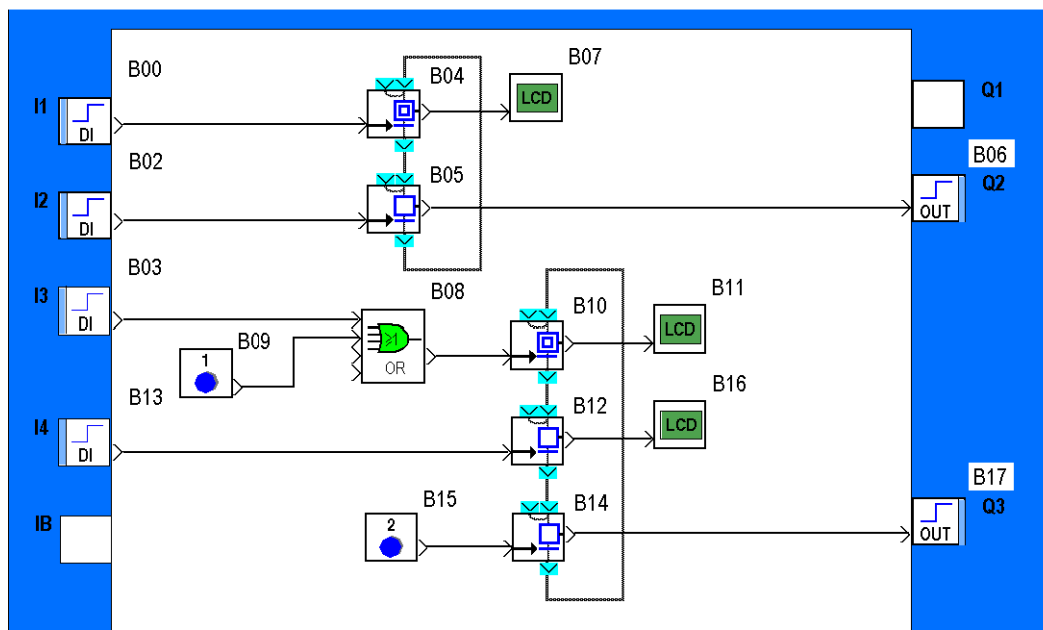 B00
B04
B07
I1
DI
LCD
Q1
B02
B05
B06
I2
DI
Q2
OUT
B03
B08
B10
B11
I3
DI
B09
≥1
OR
LCD
1
B13
B12
B16
I4
DI
LCD
B15
B14
B17
IB
2
Q3
OUT